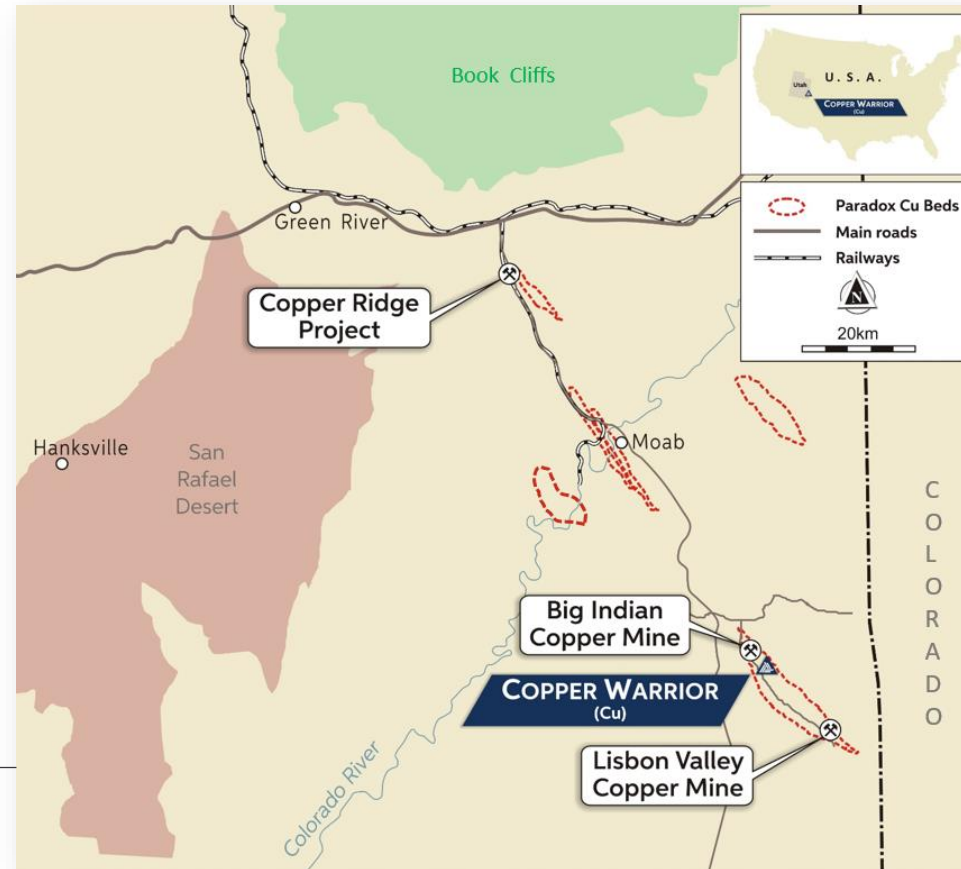 Book Cliffs
U. S. A.
Utah
COPPER WARRIOR
(Cu)
Paradox Cu Beds
Main roads
Railways
N
20km
Green River
Copper Ridge
Project
Hanksville
San
Rafael
Desert
Moab
Big Indian
Copper Mine
COPPER WARRIOR
(Cu)
Lisbon Valley
Copper Mine
Colorado River
COLORADO